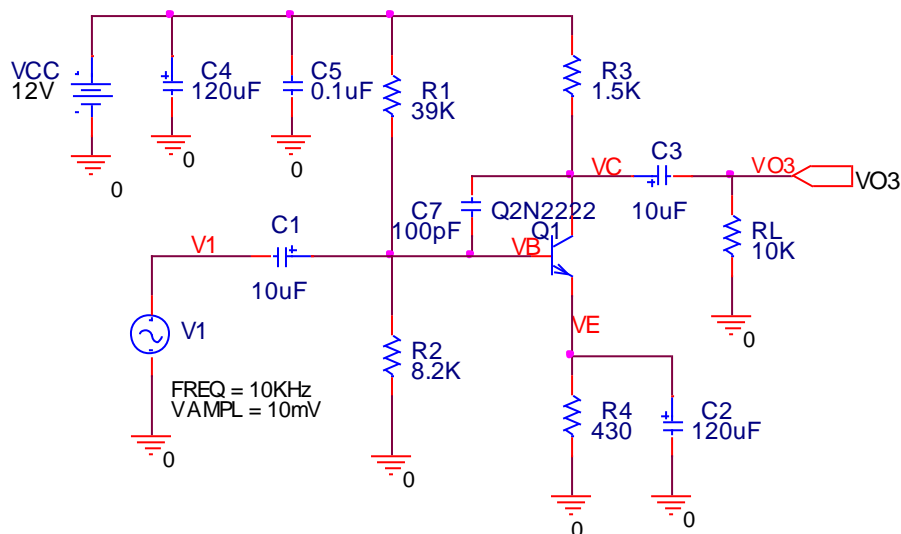 VCC
12V
C4
120uF
C5
0.1uF
R1
39K
R3
1.5K
0
0
0
VC
C3
10uF
VO3
VO3
C7
100pF
Q2N2222
Q1
RL
10K
V1
C1
10uF
VB
0
V1
FREQ = 10KHz
VAMPL = 10mV
R2
8.2K
VE
R4
430
C2
120uF
0
0
0
0